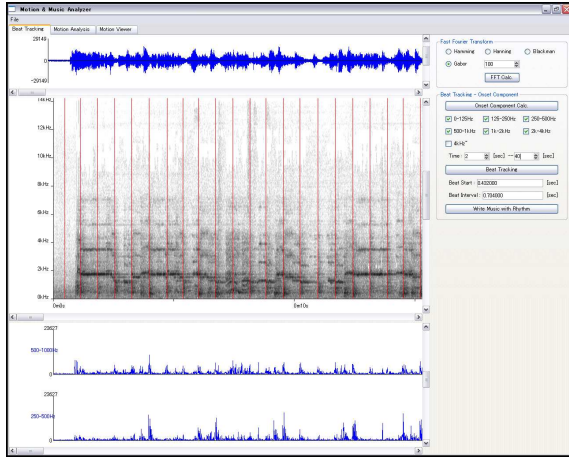 Motion & Music Analyzer
File
Beat Tracking Motion Analysis Motion Viewer
29149
0
-29149
14kHz
12kHz
10kHz
8kHz
6kHz
4kHz
2kHz
0kHz
0m0s 0m10s
23627
500-1000Hz
0
23627
250-500Hz
0
Fast Fourier Transform
Hamming Hanning Blackman
Gabor 100
FFT Calc.
Beat Tracking - Onset Component
Onset Component Calc.
0-125Hz 125-250Hz 250-500Hz
500-1kHz 1k-2kHz 2k-4kHz
4kHz~
Time : 2 [sec] -- 40 [sec]
Beat Tracking
Beat Start : 0.432000 [sec]
Beat Interval : 0.704000 [sec]
Write Music with Rhythm